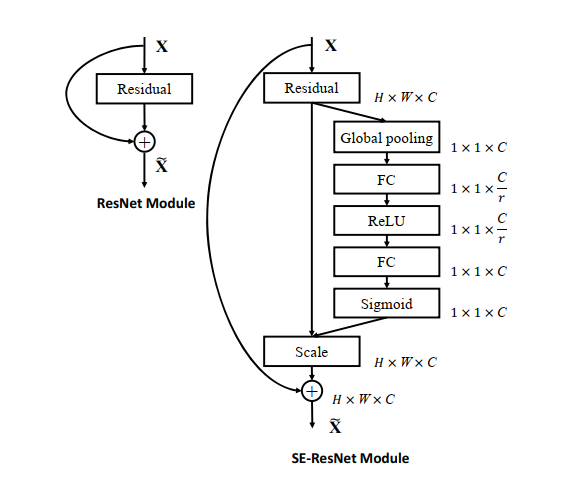 X
Residual
+
X̃
ResNet Module
X
Residual
H × W × C
Global pooling
1 × 1 × C
FC
1 × 1 × C/r
ReLU
1 × 1 × C/r
FC
1 × 1 × C
Sigmoid
1 × 1 × C
Scale
H × W × C
+
H × W × C
X̃
SE-ResNet Module